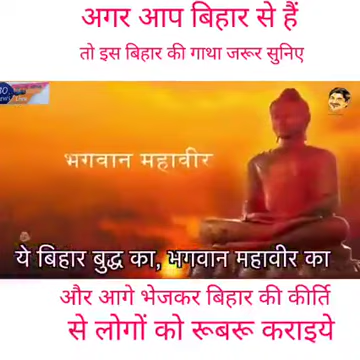 अगर आप बिहार से हैं
तो इस बिहार की गाथा जरूर सुनिए
भगवान महावीर
ये बिहार बुद्ध का, भगवान महावीर का
और आगे भेजकर बिहार की कीर्ति
से लोगों को रूबरू कराइये